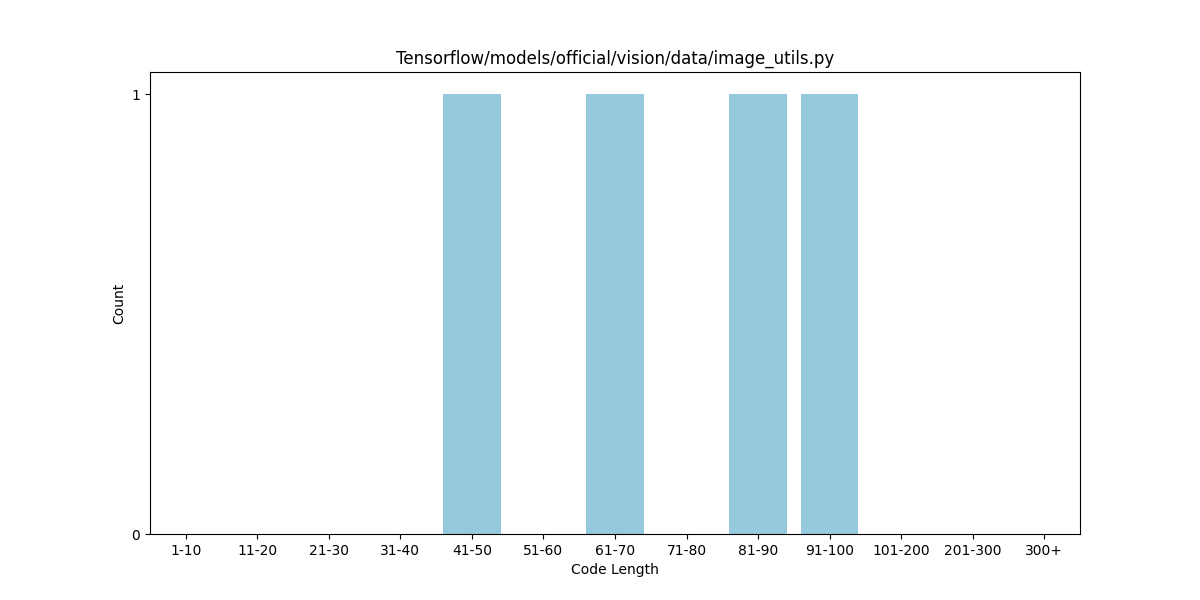 Tensorflow/models/official/vision/data/image_utils.py
Count
1
0
1-10 11-20 21-30 31-40 41-50 51-60 61-70 71-80 81-90 91-100 101-200 201-300 300+
Code Length